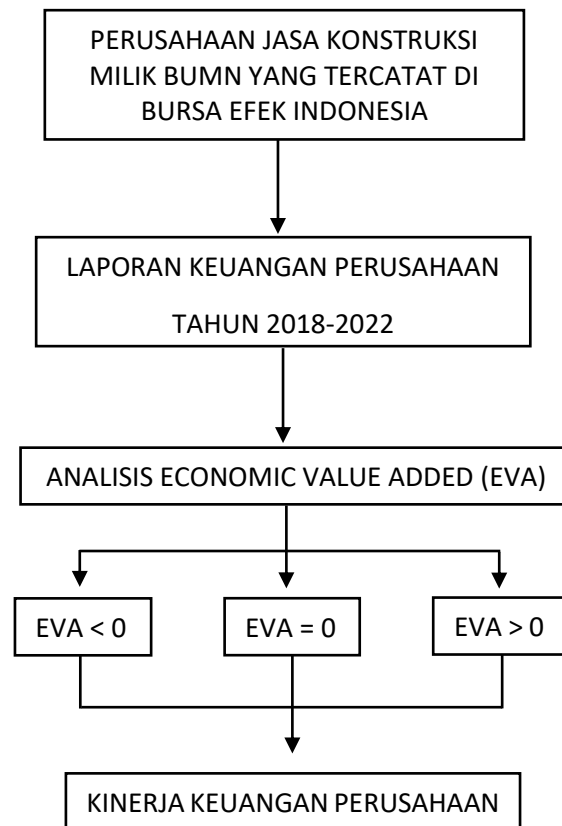 PERUSAHAAN JASA KONSTRUKSI
MILIK BUMN YANG TERCATAT DI
BURSA EFEK INDONESIA
LAPORAN KEUANGAN PERUSAHAAN
TAHUN 2018-2022
ANALISIS ECONOMIC VALUE ADDED (EVA)
EVA < 0
EVA = 0
EVA > 0
KINERJA KEUANGAN PERUSAHAAN